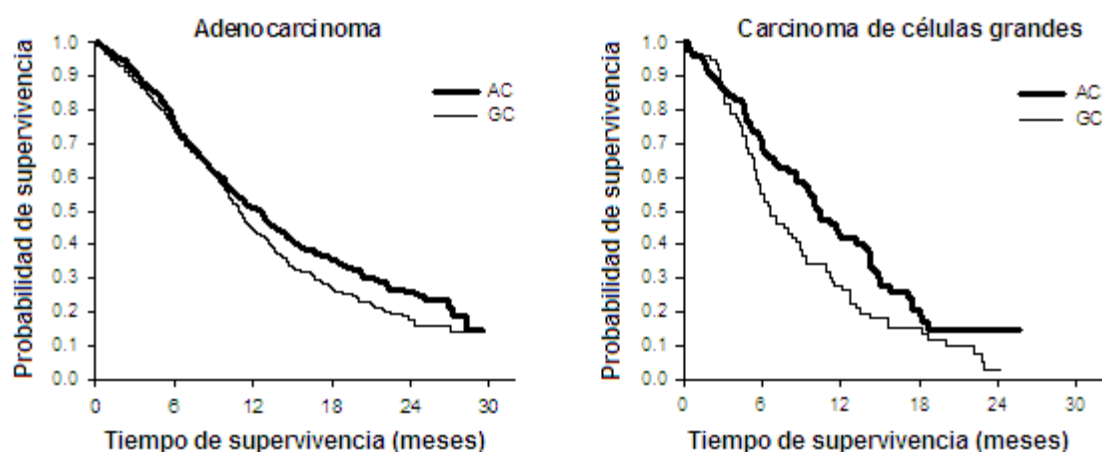 Adenocarcinoma
Probabilidad de supervivencia
1.0
0.9
0.8
0.7
0.6
0.5
0.4
0.3
0.2
0.1
0.0
AC
GC
0 6 12 18 24 30
Tiempo de supervivencia (meses)
Carcinoma de células grandes
Probabilidad de supervivencia
1.0
0.9
0.8
0.7
0.6
0.5
0.4
0.3
0.2
0.1
0.0
AC
GC
0 6 12 18 24 30
Tiempo de supervivencia (meses)